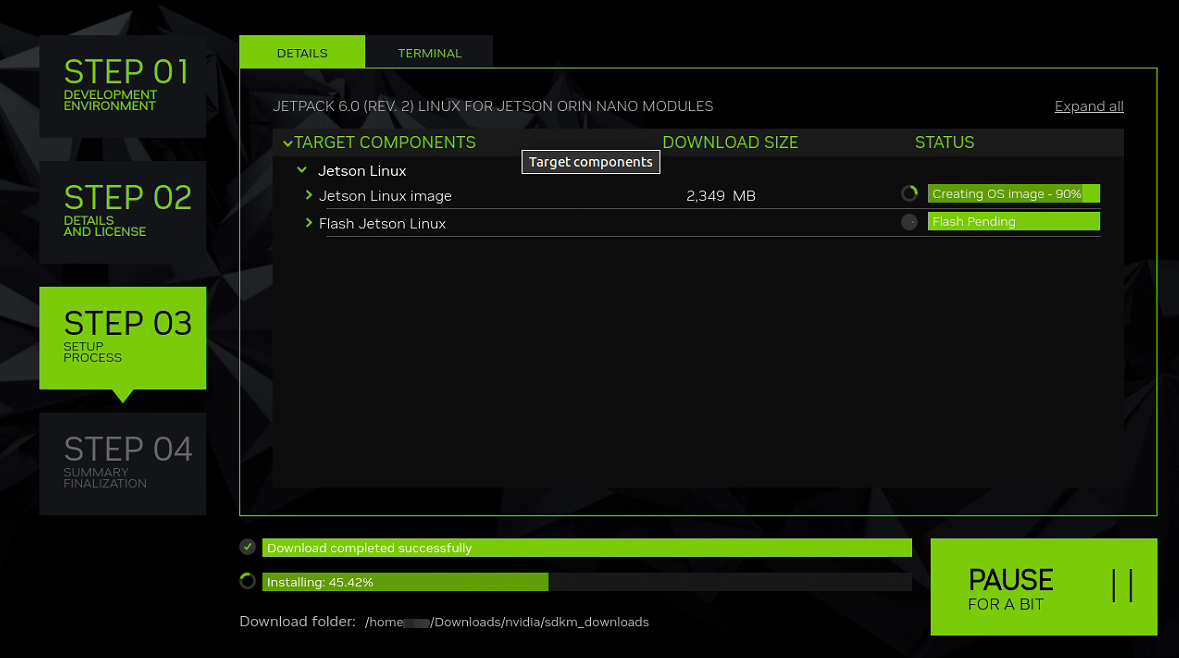 STEP 01
DEVELOPMENT
ENVIRONMENT
STEP 02
DETAILS
AND LICENSE
STEP 03
SETUP
PROCESS
STEP 04
SUMMARY
FINALIZATION
DETAILS TERMINAL
JETPACK 6.0 (REV. 2) LINUX FOR JETSON ORIN NANO MODULES Expand all
TARGET COMPONENTS DOWNLOAD SIZE STATUS
Target components
Jetson Linux
Jetson Linux image 2,349 MB Creating OS image - 90%
Flash Jetson Linux Flash Pending
Download completed successfully
Installing: 45.42%
Download folder: /home /Downloads/nvidia/sdkm_downloads
PAUSE
FOR A BIT